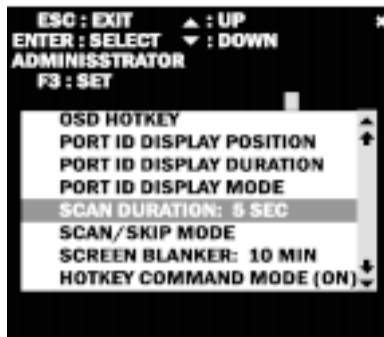 ESC : EXIT ▲ : UP
ENTER : SELECT ▼ : DOWN
ADMINISSTRATOR
F3 : SET
OSD HOTKEY
PORT ID DISPLAY POSITION
PORT ID DISPLAY DURATION
PORT ID DISPLAY MODE
SCAN DURATION: 5 SEC
SCAN/SKIP MODE
SCREEN BLANKER: 10 MIN
HOTKEY COMMAND MODE (ON)